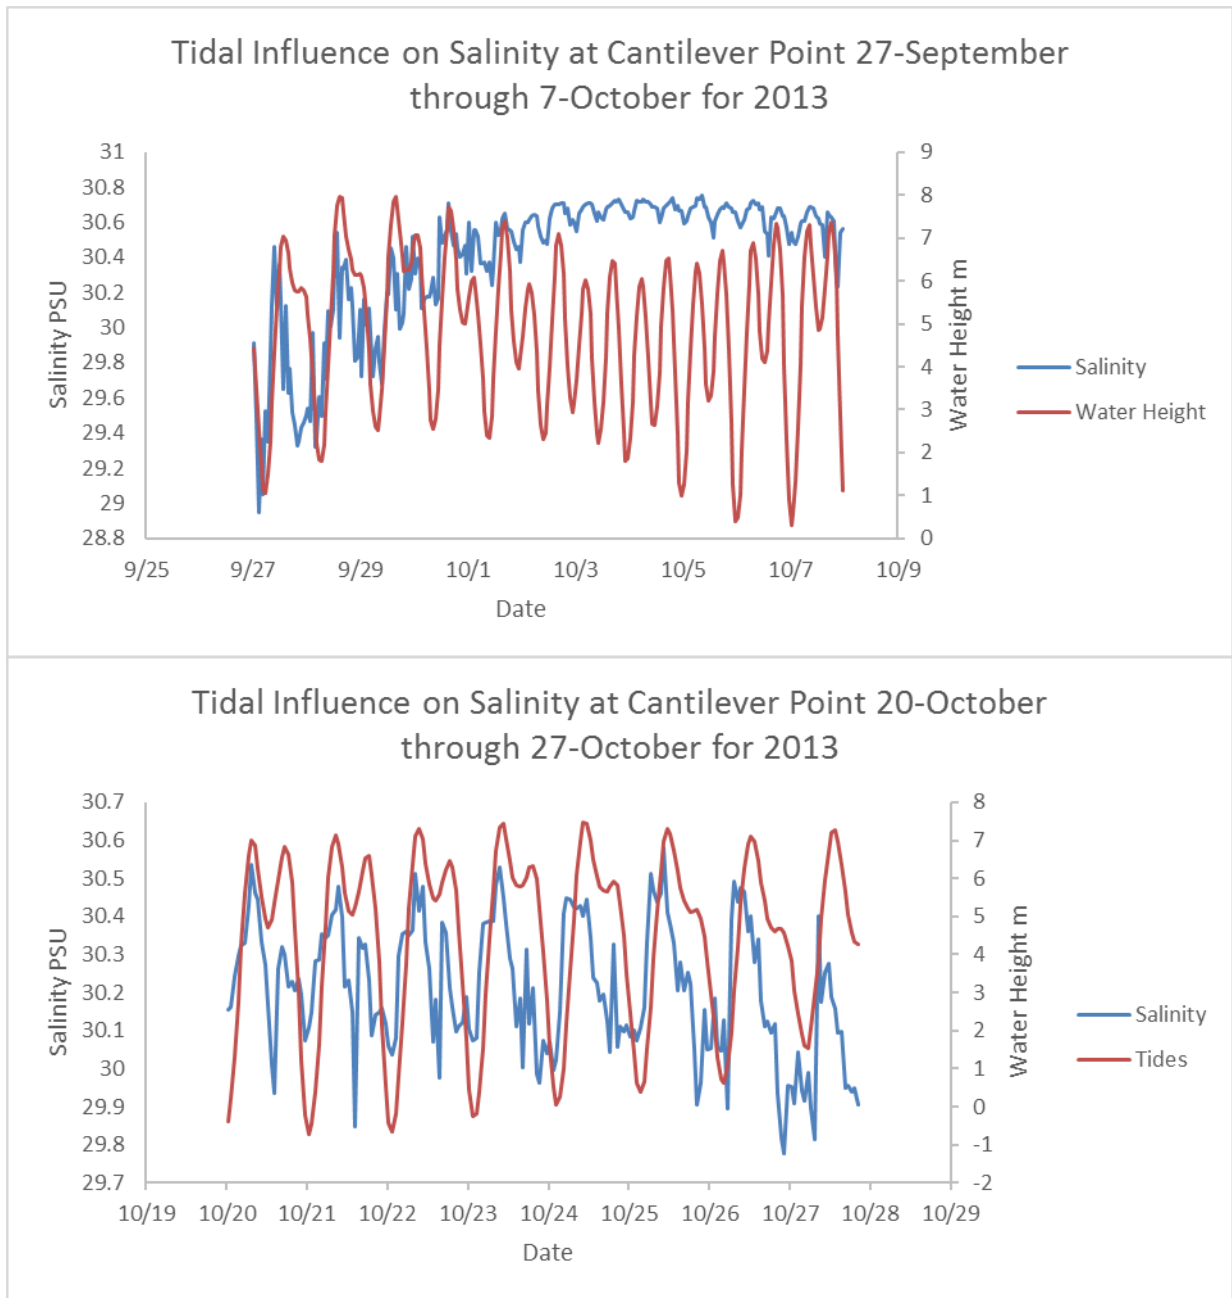 Tidal Influence on Salinity at Cantilever Point 27-September
through 7-October for 2013
31
30.8
30.6
30.4
30.2
30
29.8
29.6
29.4
29.2
29
28.8
Salinity PSU
9
8
7
6
5
4
3
2
1
0
Water Height m
9/25 9/27 9/29 10/1 10/3 10/5 10/7 10/9
Date
Salinity
Water Height
Tidal Influence on Salinity at Cantilever Point 20-October
through 27-October for 2013
30.7
30.6
30.5
30.4
30.3
30.2
30.1
30
29.9
29.8
29.7
Salinity PSU
8
7
6
5
4
3
2
1
0
-1
-2
Water Height m
10/19 10/20 10/21 10/22 10/23 10/24 10/25 10/26 10/27 10/28 10/29
Date
Salinity
Tides